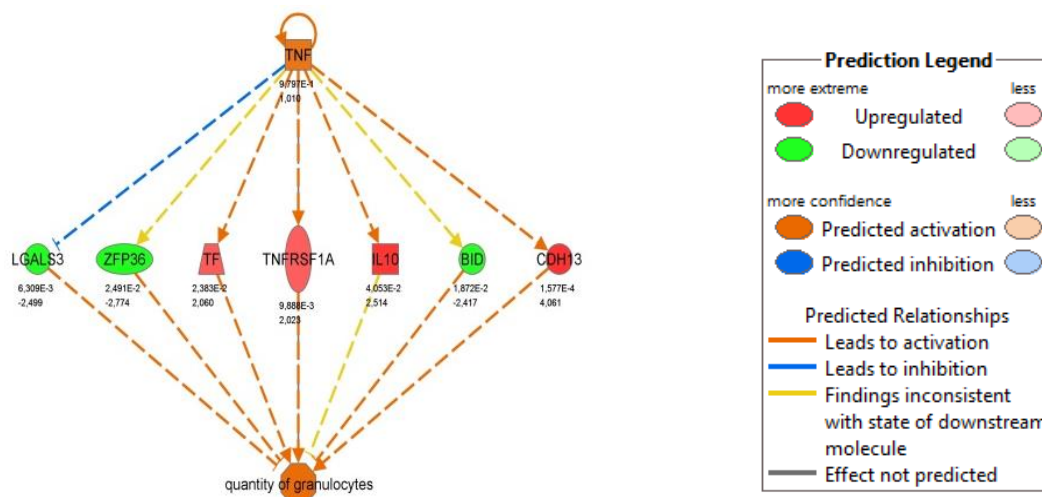 TNF
9,797E-1
1,010
LGALS3
6,309E-3
-2,499
ZFP36
2,491E-2
-2,774
TF
2,383E-2
2,060
TNFRSF1A
9,888E-3
2,023
IL10
4,053E-2
2,514
BID
1,872E-2
-2,417
CDH13
1,577E-4
4,061
quantity of granulocytes
Prediction Legend
more extreme less
Upregulated
Downregulated
more confidence less
Predicted activation
Predicted inhibition
Predicted Relationships
Leads to activation
Leads to inhibition
Findings inconsistent
with state of downstream
molecule
Effect not predicted